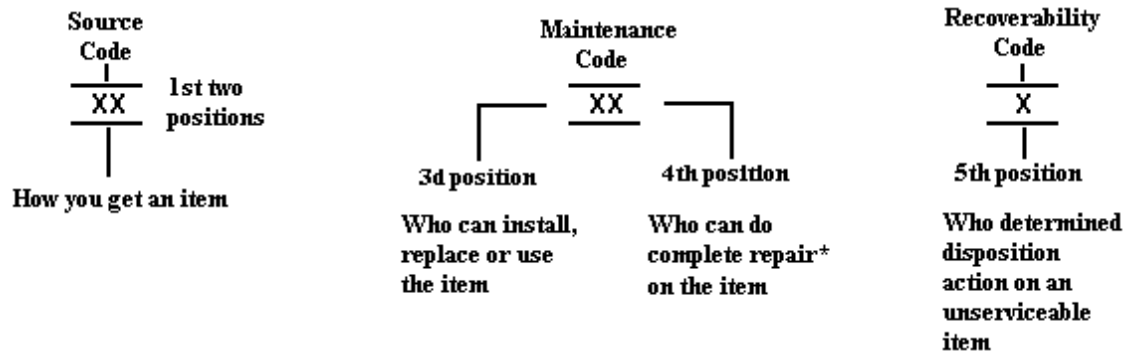 Source
Code
XX
1st two
positions
How you get an item
Maintenance
Code
XX
3d position
4th position
Who can install,
replace or use
the item
Who can do
complete repair*
on the item
Recoverability
Code
X
5th position
Who determined
disposition
action on an
unserviceable
item